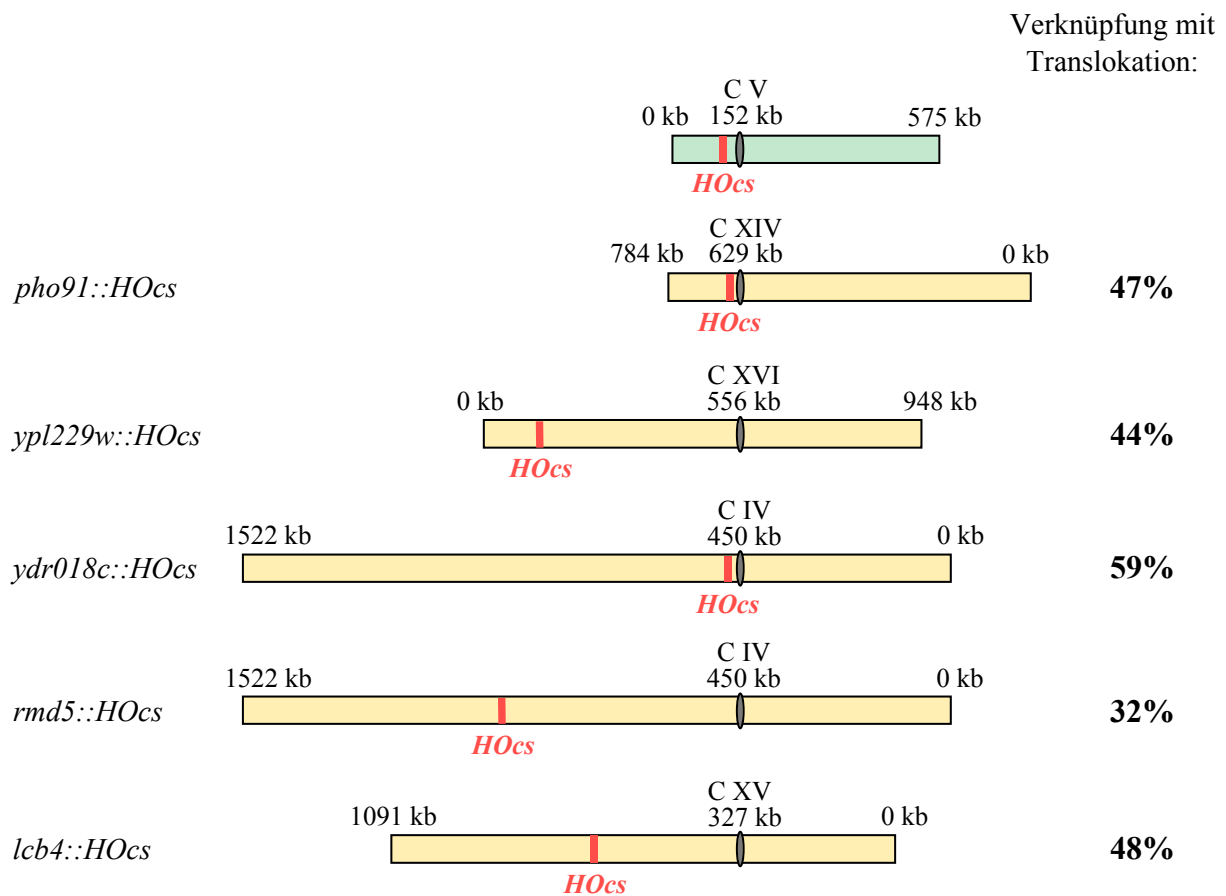 Verknüpfung mit
Translokation:
C V
0 kb 152 kb 575 kb
HOcs
C XIV
784 kb 629 kb 0 kb
pho91::HOcs 47%
HOcs
C XVI
0 kb 556 kb 948 kb
ypl229w::HOcs 44%
HOcs
C IV
1522 kb 450 kb 0 kb
ydr018c::HOcs 59%
HOcs
C IV
1522 kb 450 kb 0 kb
rmd5::HOcs 32%
HOcs
C XV
1091 kb 327 kb 0 kb
lcb4::HOcs 48%
HOcs